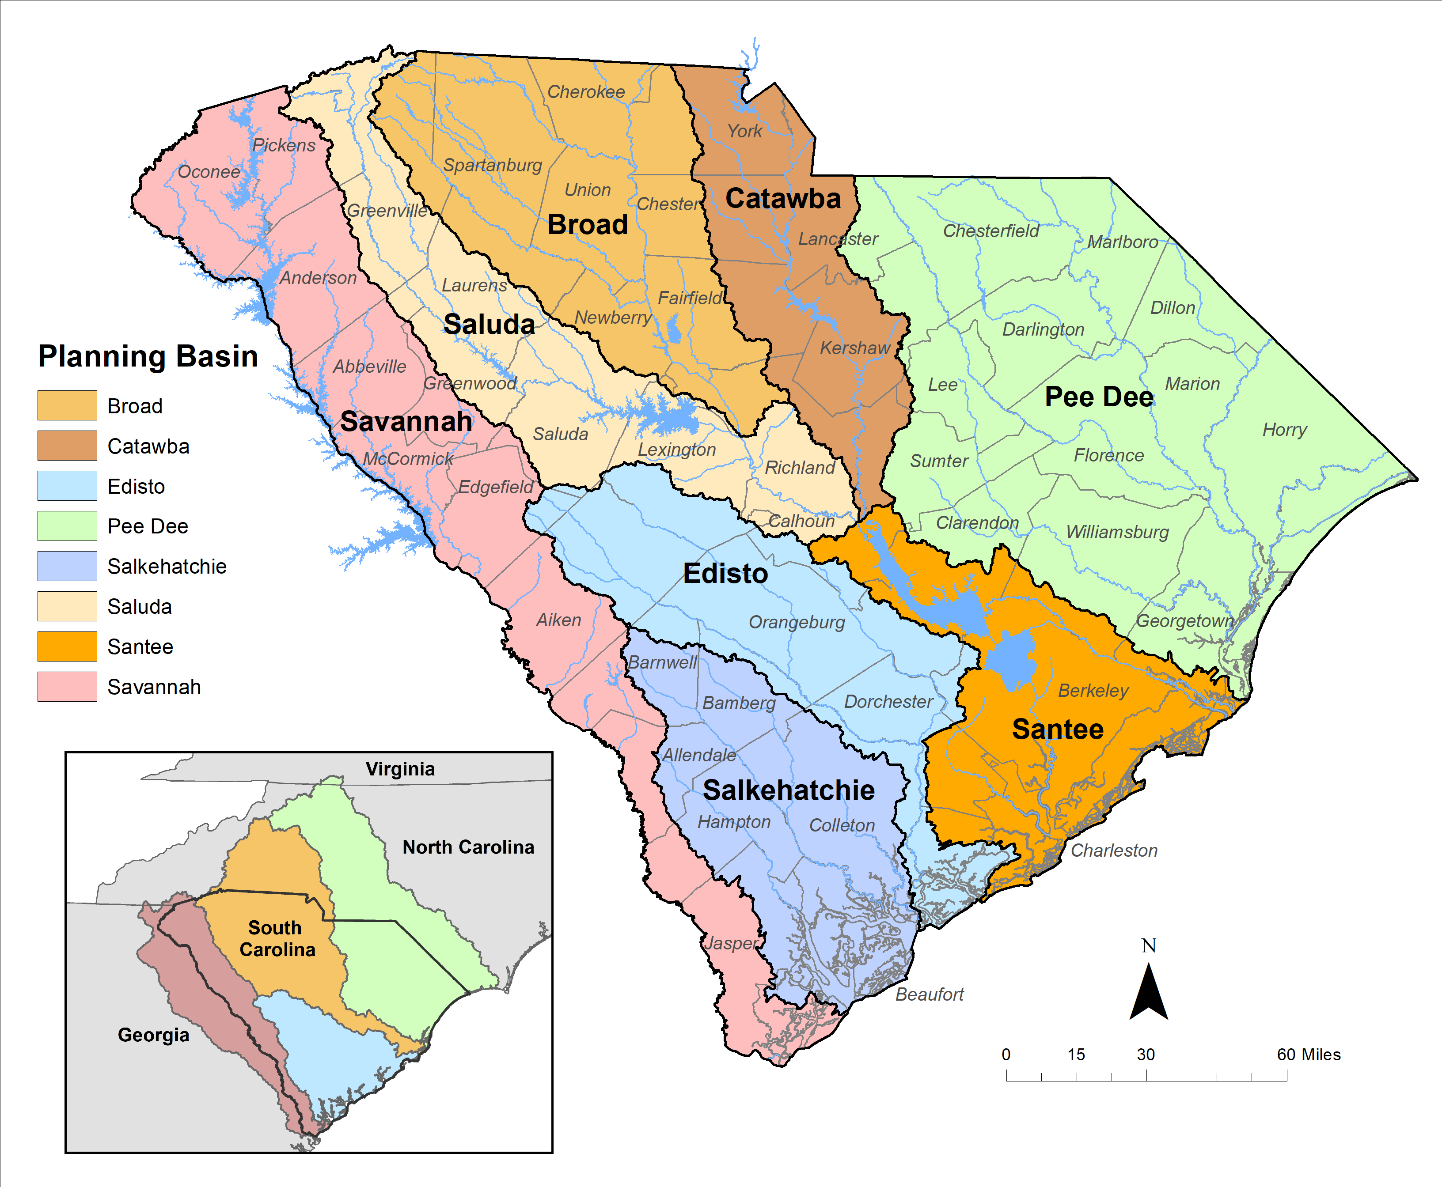 Cherokee
York
Pickens
Oconee
Spartanburg
Union
Catawba
Greenville
Chester
Broad
Chesterfield
Lancaster
Marlboro
Anderson
Laurens
Fairfield
Dillon
Newberry
Saluda
Darlington
Kershaw
Planning Basin
Abbeville
Greenwood
Lee
Marion
Pee Dee
Broad
Savannah
Horry
Saluda
Catawba
Lexington
McCormick
Florence
Sumter
Richland
Edisto
Edgefield
Calhoun
Clarendon
Pee Dee
Williamsburg
Salkehatchie
Edisto
Saluda
Aiken
Orangeburg
Georgetown
Santee
Barnwell
Savannah
Berkeley
Bamberg
Dorchester
Santee
Allendale
Virginia
Salkehatchie
Hampton
Colleton
North Carolina
Charleston
South
Carolina
Jasper
N
Beaufort
Georgia
0 15 30 60 Miles